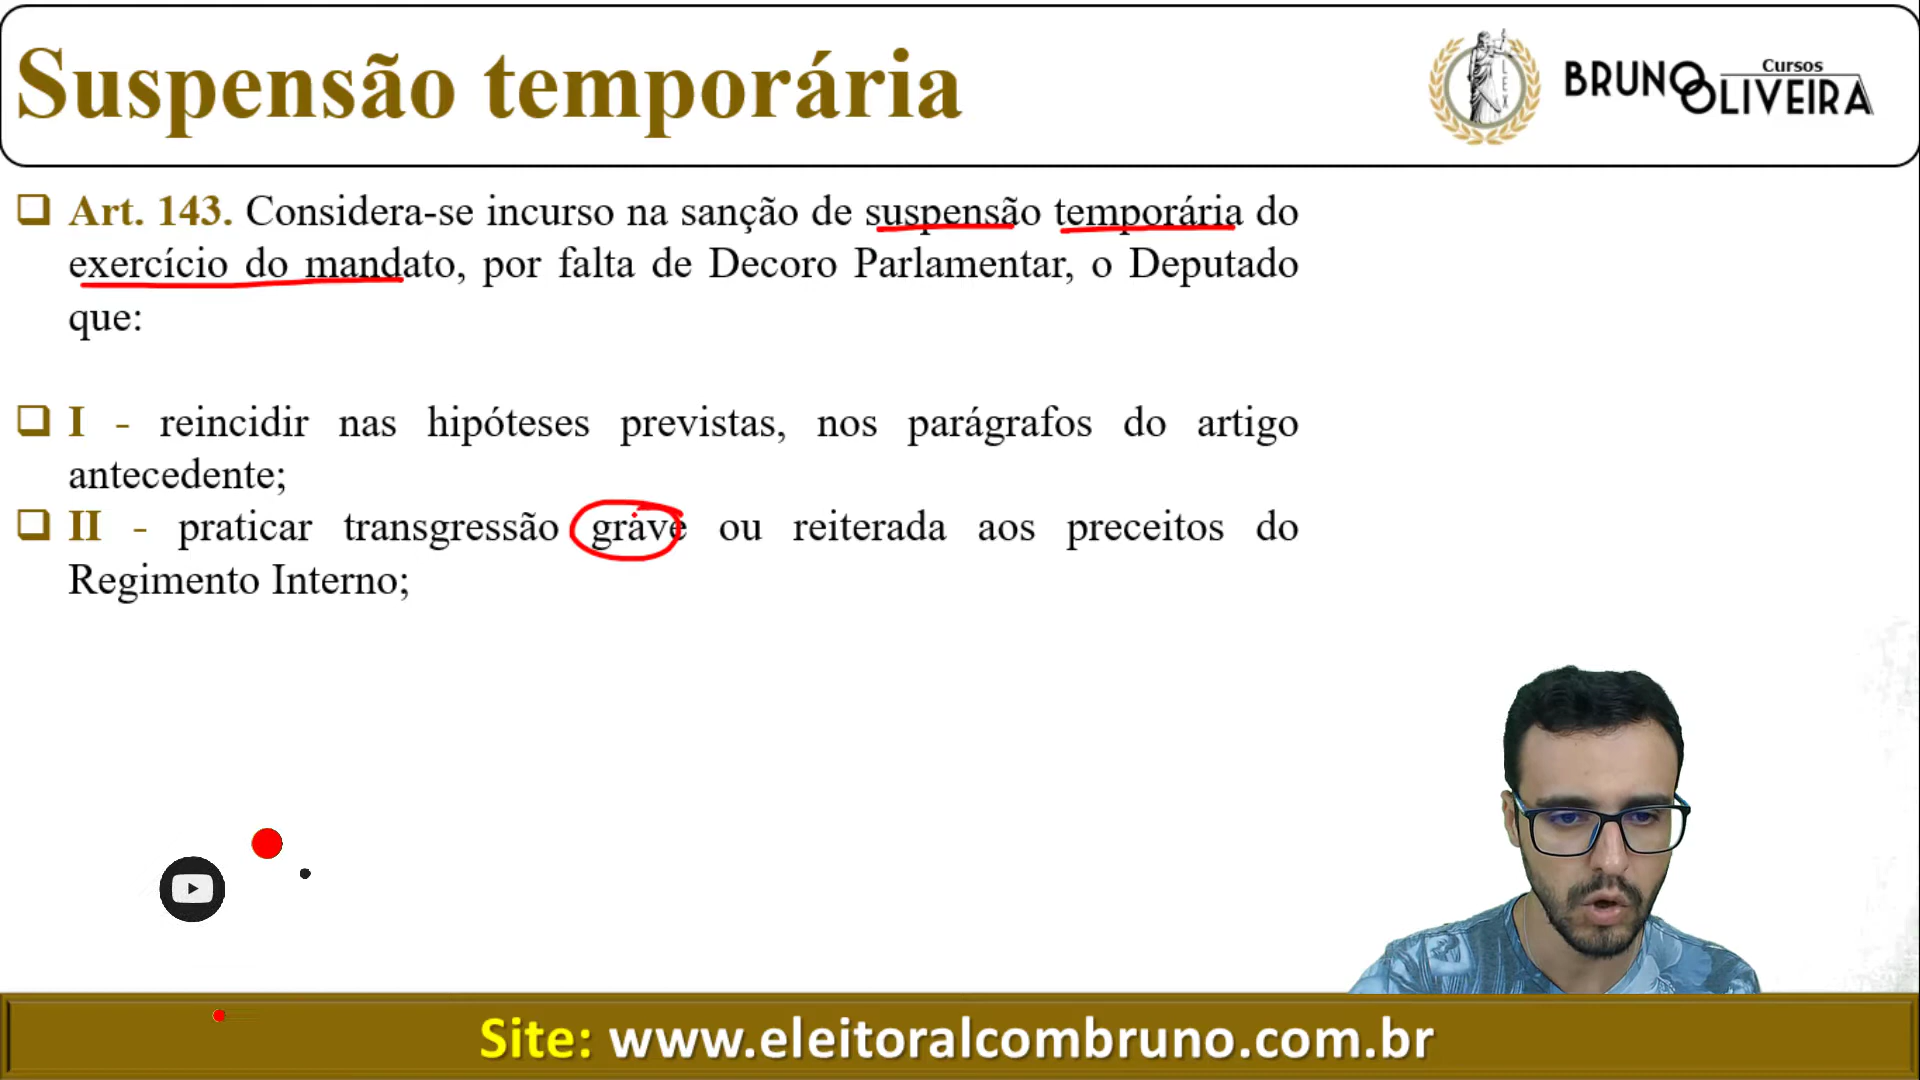 Suspensão temporária
LEX
Cursos
BRUNO OLIVEIRA
Art. 143. Considera-se incurso na sanção de suspensão temporária do
exercício do mandato, por falta de Decoro Parlamentar, o Deputado
que:
I - reincidir nas hipóteses previstas, nos parágrafos do artigo
antecedente;
II - praticar transgressão grave ou reiterada aos preceitos do
Regimento Interno;
Site: www.eleitoralcombruno.com.br